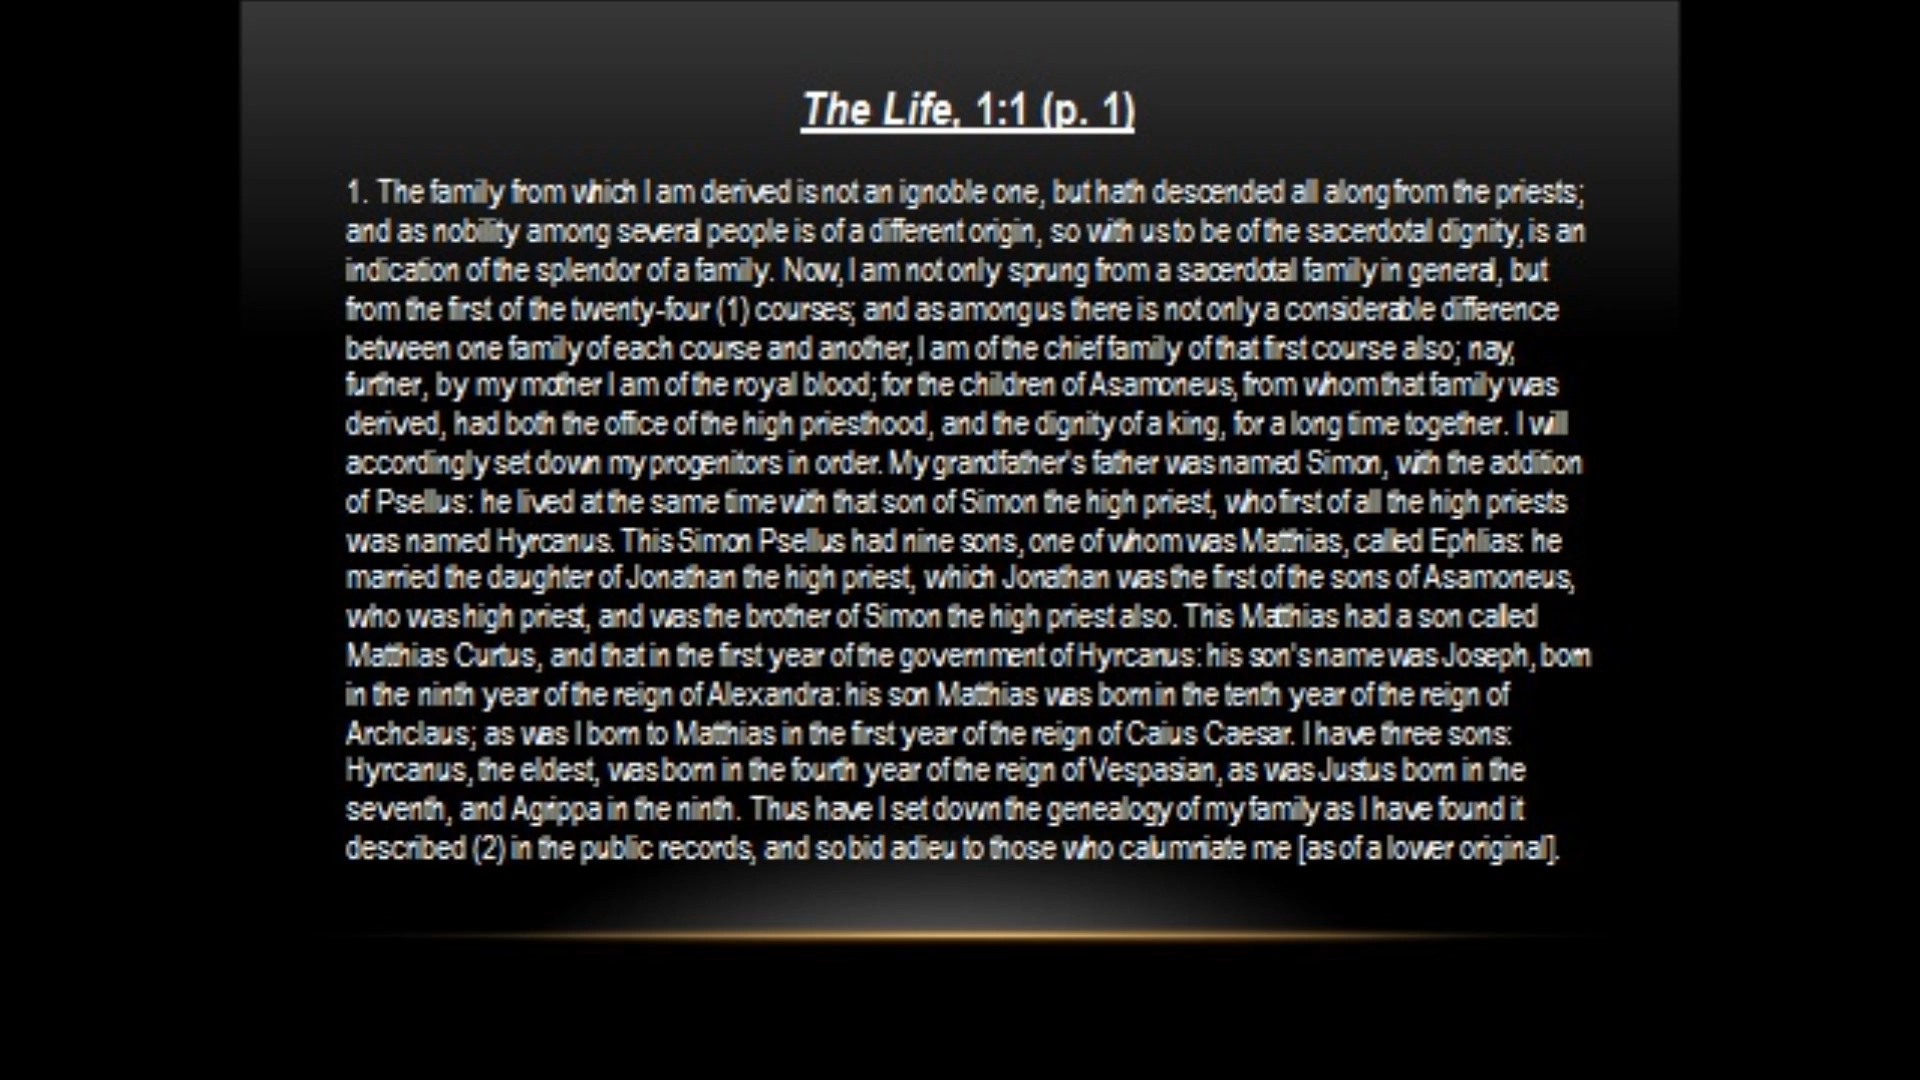 The Life, 1:1 (p. 1)
1. The family from which I am derived is not an ignoble one, but hath descended all along from the priests;
and as nobility among several people is of a different origin, so with us to be of the sacerdotal dignity, is an
indication of the splendor of a family. Now, I am not only sprung from a sacerdotal family in general, but
from the first of the twenty-four (1) courses; and as among us there is not only a considerable difference
between one family of each course and another, I am of the chief family of that first course also; nay,
further, by my mother I am of the royal blood; for the children of Asamoneus, from whom that family was
derived, had both the office of the high priesthood, and the dignity of a king, for a long time together. I will
accordingly set down my progenitors in order. My grandfather's father was named Simon, with the addition
of Psellus: he lived at the same time with that son of Simon the high priest, who first of all the high priests
was named Hyrcanus. This Simon Psellus had nine sons, one of whom was Matthias, called Ephlias: he
married the daughter of Jonathan the high priest, which Jonathan was the first of the sons of Asamoneus,
who was high priest, and was the brother of Simon the high priest also. This Matthias had a son called
Matthias Curtus, and that in the first year of the government of Hyrcanus: his son's name was Joseph, born
in the ninth year of the reign of Alexandra: his son Matthias was born in the tenth year of the reign of
Archclaus; as was I born to Matthias in the first year of the reign of Caius Caesar. I have three sons:
Hyrcanus, the eldest, was born in the fourth year of the reign of Vespasian, as was Justus born in the
seventh, and Agrippa in the ninth. Thus have I set down the genealogy of my family as I have found it
described (2) in the public records, and so bid adieu to those who calumniate me [as of a lower original].